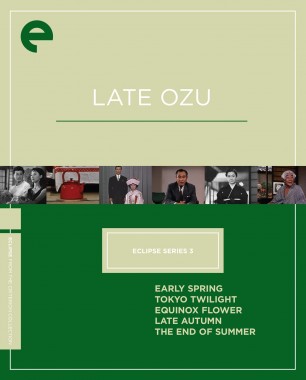 e
LATE OZU
ECLIPSE SERIES 3
EARLY SPRING
TOKYO TWILIGHT
EQUINOX FLOWER
LATE AUTUMN
THE END OF SUMMER